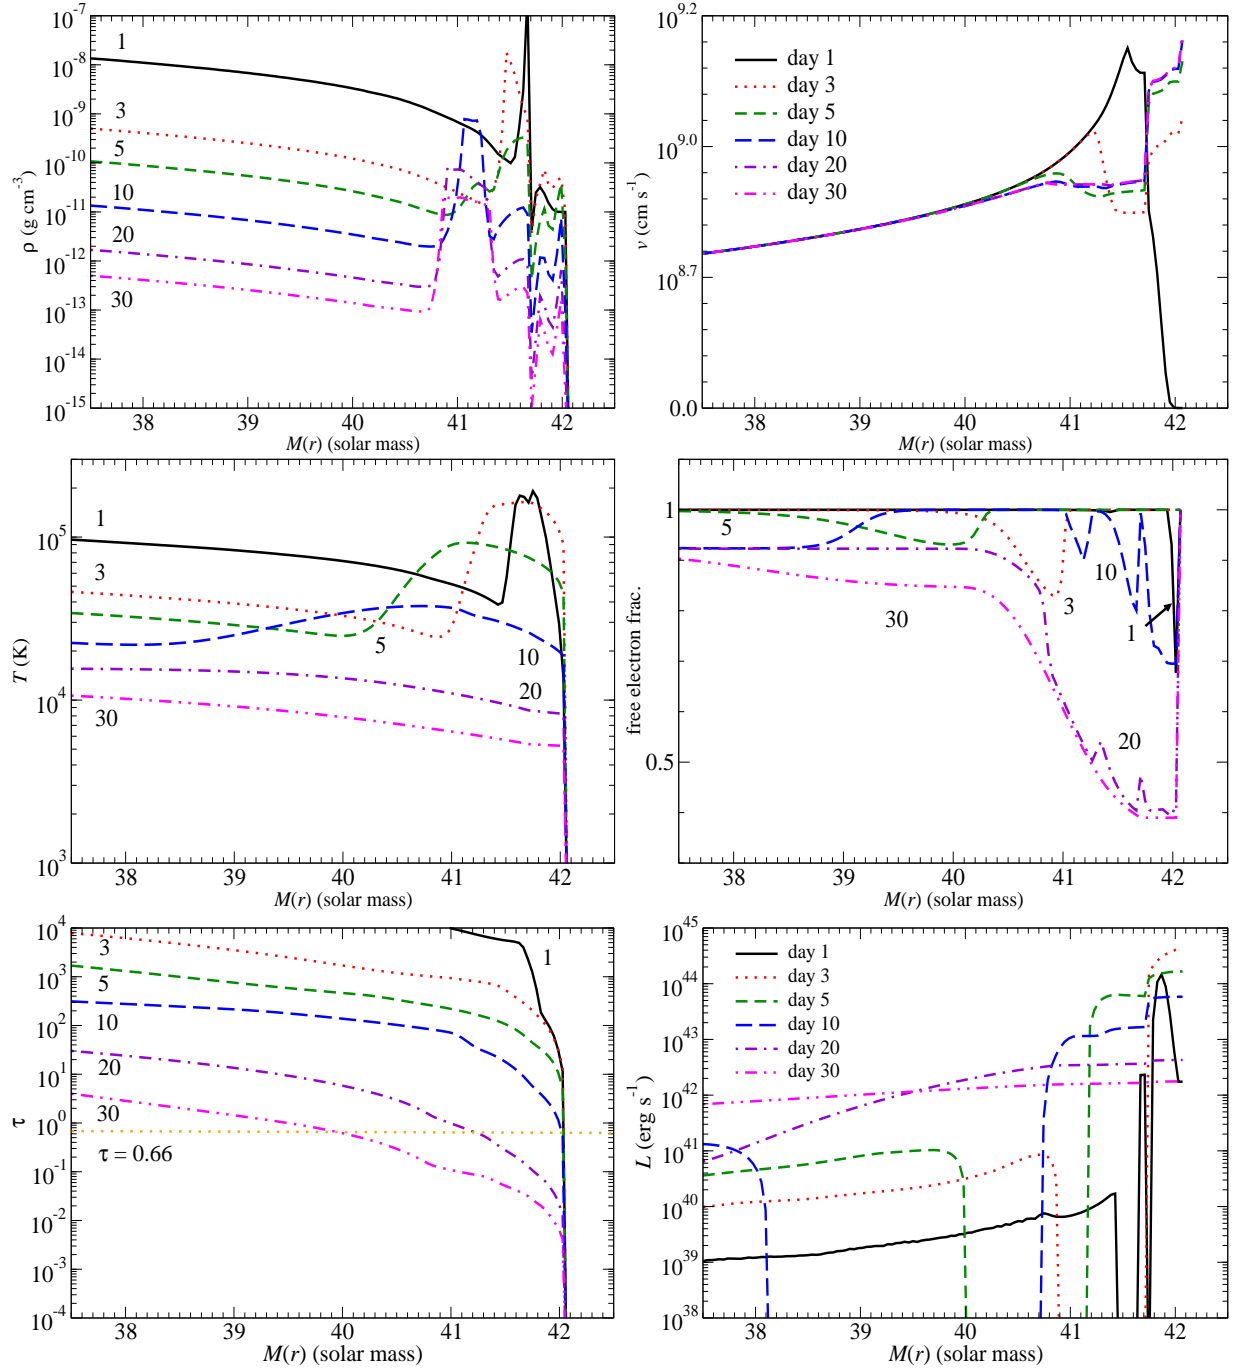 10^-7
10^-8
10^-9
10^-10
10^-11
10^-12
10^-13
10^-14
10^-15
ρ (g cm^-3)
1
3
5
10
20
30
38 39 40 41 42
M(r) (solar mass)
10^9.2
10^9.0
10^8.7
0.0
v (cm s^-1)
day 1
day 3
day 5
day 10
day 20
day 30
38 39 40 41 42
M(r) (solar mass)
10^5
10^4
10^3
T (K)
1
3
5
10
20
30
38 39 40 41 42
M(r) (solar mass)
1
0.5
free electron frac.
5
10
3
1
30
20
38 39 40 41 42
M(r) (solar mass)
10^4
10^3
10^2
10^1
10^0
10^-1
10^-2
10^-3
10^-4
τ
1
3
5
10
20
30
τ = 0.66
38 39 40 41 42
M(r) (solar mass)
10^45
10^44
10^43
10^42
10^41
10^40
10^39
10^38
L (erg s^-1)
day 1
day 3
day 5
day 10
day 20
day 30
38 39 40 41 42
M(r) (solar mass)